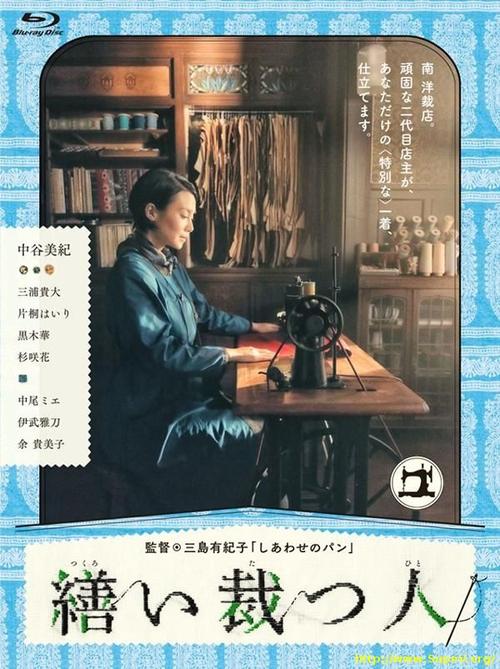 Blu-ray Disc
南 洋裁店。
頑固な二代目店主が、
あなただけの〈特別な〉一着、
仕立てます。
中谷美紀
三浦貴大
片桐はいり
黒木華
杉咲花
中尾ミエ
伊武雅刀
余 貴美子
監督◉三島有紀子「しあわせのパン」
つくろ た ひと
繕い裁つ人